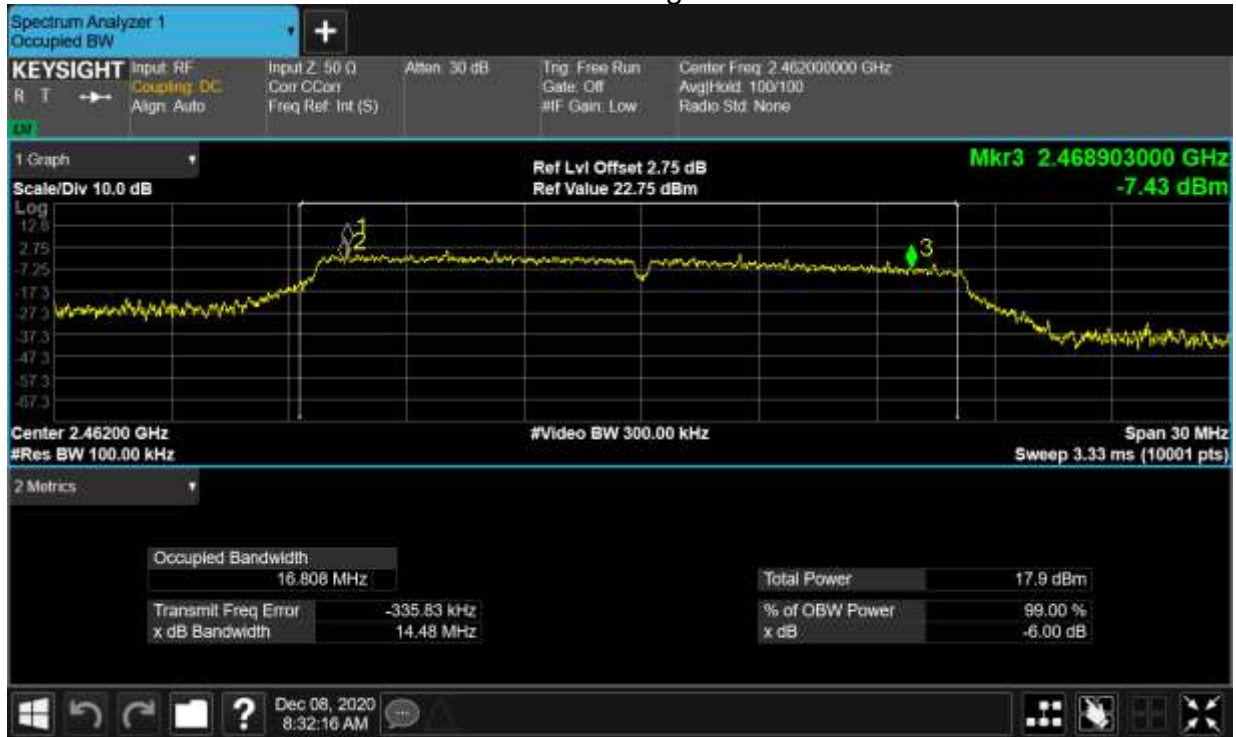 Spectrum Analyzer 1
Occupied BW
+
KEYSIGHT
R T
Input: RF
Coupling: DC
Align: Auto
Input Z: 50 Ω
Corr CCorr
Freq Ref: Int (S)
Atten: 30 dB
Trig: Free Run
Gate: Off
#IF Gain: Low
Center Freq: 2.462000000 GHz
Avg|Hold: 100/100
Radio Std: None
1 Graph
Scale/Div 10.0 dB
Ref Lvl Offset 2.75 dB
Ref Value 22.75 dBm
Mkr3 2.468903000 GHz
-7.43 dBm
Log
12.8
2.75
-7.25
-17.3
-27.3
-37.3
-47.3
-57.3
-67.3
1
2
3
Center 2.46200 GHz
#Res BW 100.00 kHz
#Video BW 300.00 kHz
Span 30 MHz
Sweep 3.33 ms (10001 pts)
2 Metrics
Occupied Bandwidth
16.808 MHz
Transmit Freq Error -335.83 kHz
x dB Bandwidth 14.48 MHz
Total Power 17.9 dBm
% of OBW Power 99.00 %
x dB -6.00 dB
?
Dec 08, 2020
8:32:16 AM